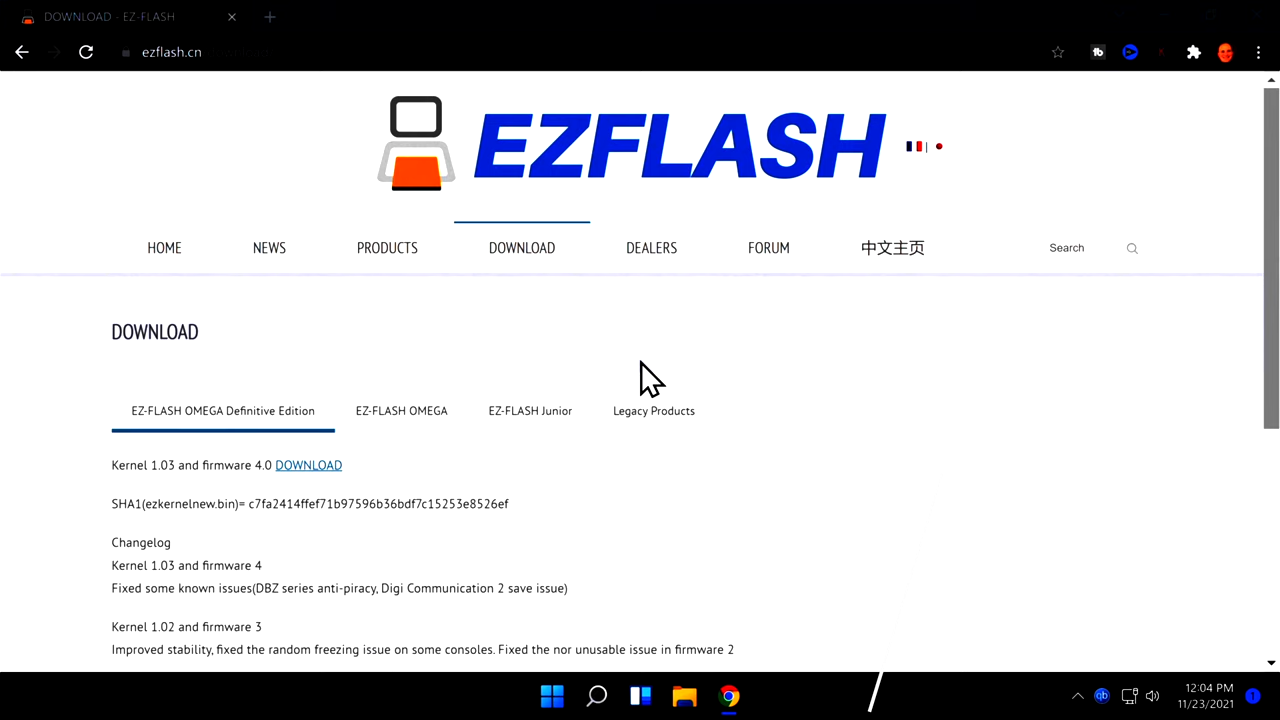 DOWNLOAD - EZ-FLASH
ezflash.cn
EZFLASH
HOME NEWS PRODUCTS DOWNLOAD DEALERS FORUM 中文主页 Search
DOWNLOAD
EZ-FLASH OMEGA Definitive Edition EZ-FLASH OMEGA EZ-FLASH Junior Legacy Products
Kernel 1.03 and firmware 4.0 DOWNLOAD
SHA1(ezkernelnew.bin)= c7fa2414ffef71b97596b36bdf7c15253e8526ef
Changelog
Kernel 1.03 and firmware 4
Fixed some known issues(DBZ series anti-piracy, Digi Communication 2 save issue)
Kernel 1.02 and firmware 3
Improved stability, fixed the random freezing issue on some consoles. Fixed the nor unusable issue in firmware 2
12:04 PM
11/23/2021